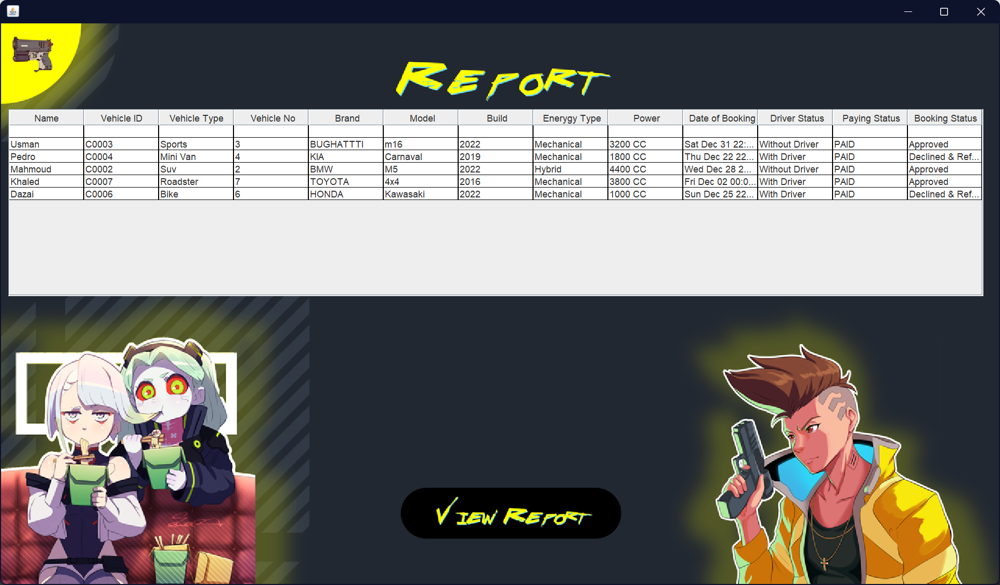 Report
Name Vehicle ID Vehicle Type Vehicle No Brand Model Build Enerygy Type Power Date of Booking Driver Status Paying Status Booking Status
Usman C0003 Sports 3 BUGHATTTI m16 2022 Mechanical 3200 CC Sat Dec 31 22:... Without Driver PAID Approved
Pedro C0004 Mini Van 4 KIA Carnaval 2019 Mechanical 1800 CC Thu Dec 22 22... With Driver PAID Declined & Ref...
Mahmoud C0002 Suv 2 BMW M5 2022 Hybrid 4400 CC Wed Dec 28 2... Without Driver PAID Approved
Khaled C0007 Roadster 7 TOYOTA 4x4 2016 Mechanical 3800 CC Fri Dec 02 00:0... With Driver PAID Approved
Dazai C0006 Bike 6 HONDA Kawasaki 2022 Mechanical 1000 CC Sun Dec 25 22... With Driver PAID Declined & Ref...
View Report